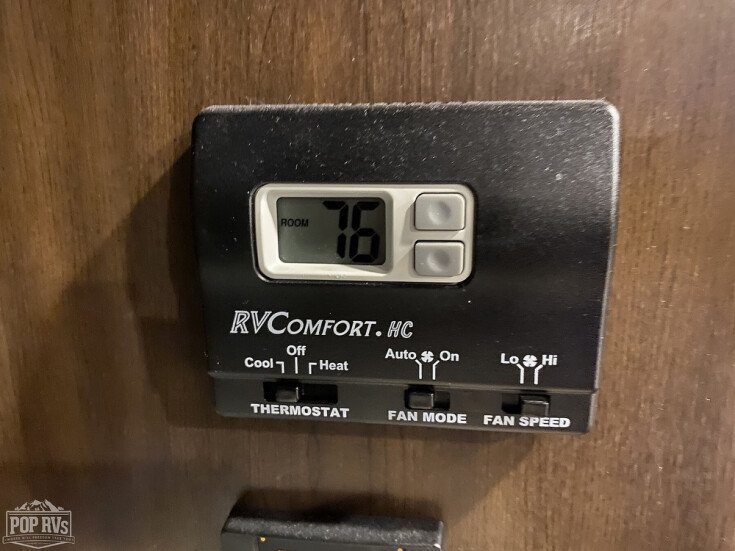 ROOM 76
RVCOMFORT. HC
Cool Off Heat
Auto On
Lo Hi
THERMOSTAT
FAN MODE
FAN SPEED
POP RVs